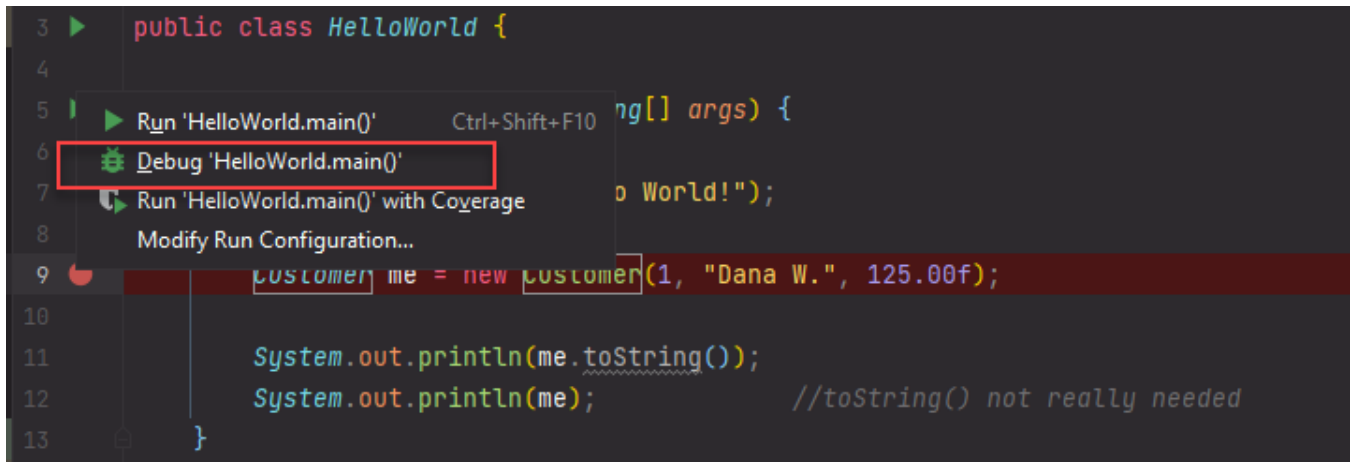 3 public class HelloWorld {
4
5 ng[] args) {
Run 'HelloWorld.main()' Ctrl+Shift+F10
6
Debug 'HelloWorld.main()'
7 o World!");
Run 'HelloWorld.main()' with Coverage
8
Modify Run Configuration...
9 Customer me = new Customer(1, "Dana W.", 125.00f);
10
11 System.out.println(me.toString());
12 System.out.println(me); //toString() not really needed
13 }